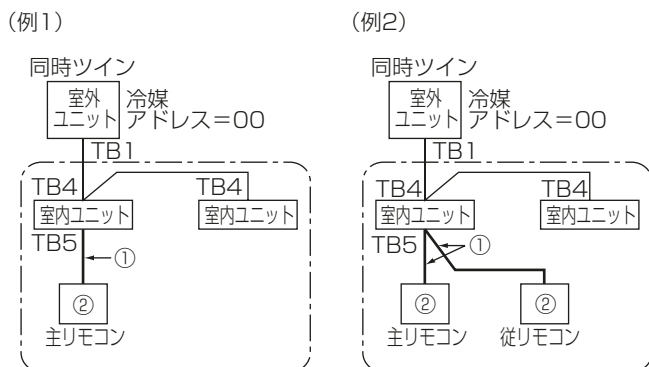 (例1)
同時ツイン
室外
ユニット
冷媒
アドレス＝00
TB1
TB4
TB4
室内ユニット
室内ユニット
TB5
①
②
主リモコン
(例2)
同時ツイン
室外
ユニット
冷媒
アドレス＝00
TB1
TB4
TB4
室内ユニット
室内ユニット
TB5
①
②
②
主リモコン
従リモコン